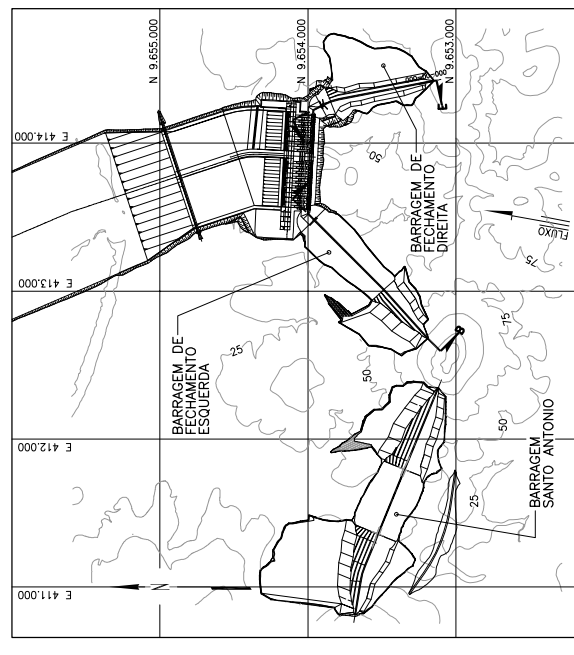 N 9.655.000
N 9.654.000
N 9.653.000
E 414.000
E 413.000
E 412.000
E 411.000
BARRAGEM DE
FECHAMENTO
DIREITA
BARRAGEM DE
FECHAMENTO
ESQUERDA
BARRAGEM
SANTO ANTONIO
FLUXO
N
50
75
25
50
75
50
25
B